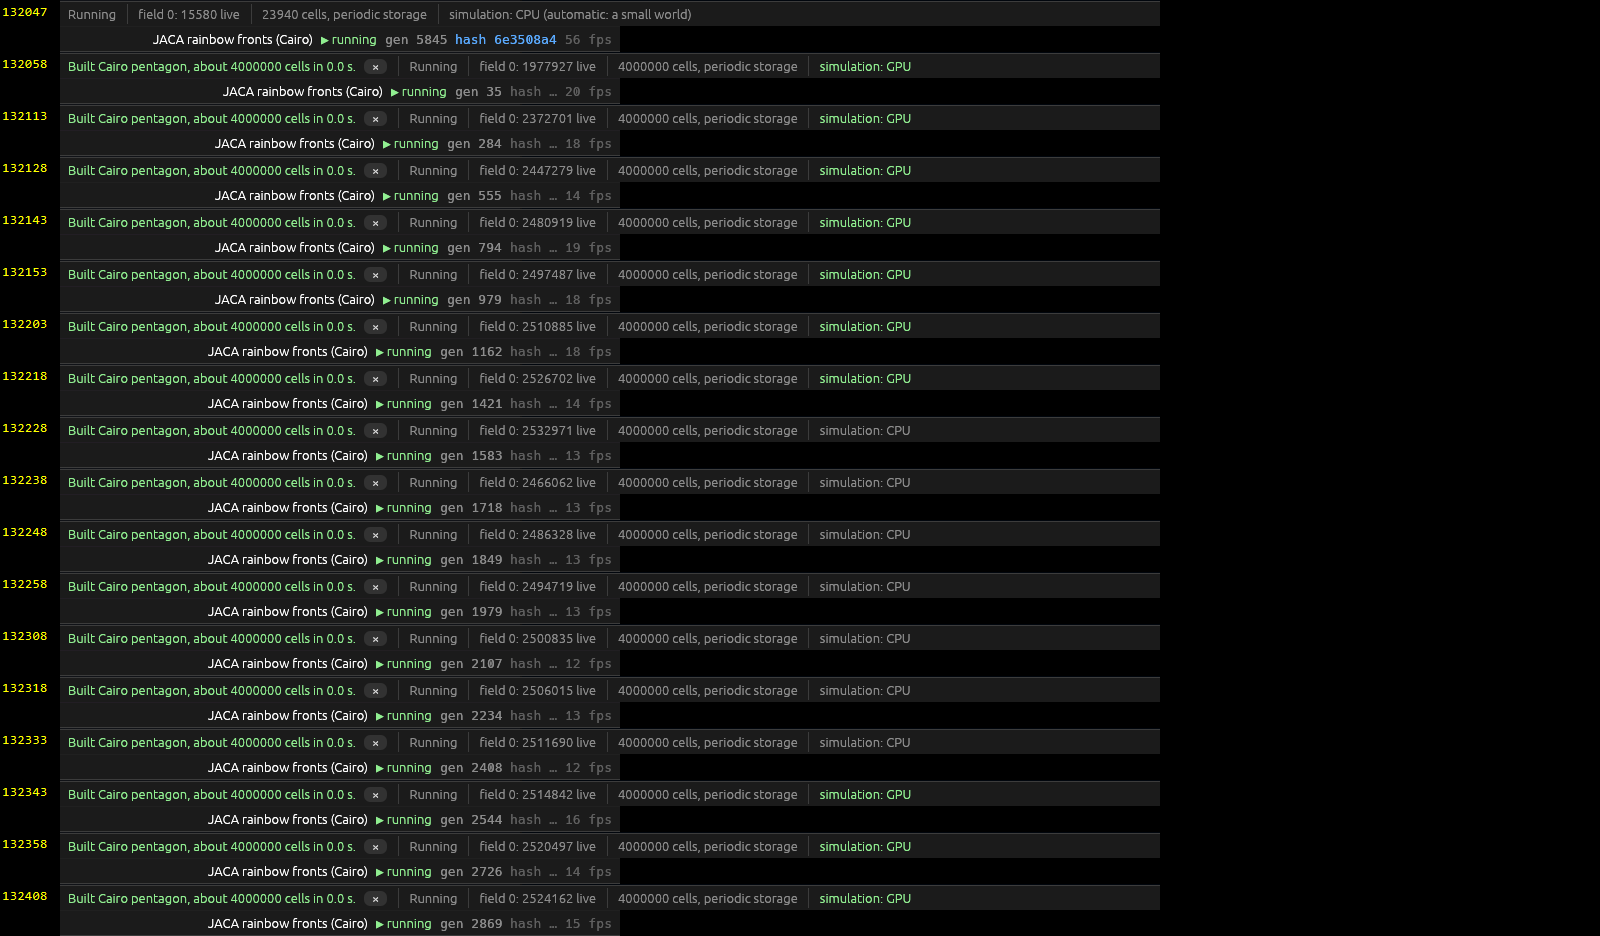 132047 Running field 0: 15580 live 23940 cells, periodic storage simulation: CPU (automatic: a small world)
JACA rainbow fronts (Cairo) ▶ running gen 5845 hash 6e3508a4 56 fps
132058 Built Cairo pentagon, about 4000000 cells in 0.0 s. × Running field 0: 1977927 live 4000000 cells, periodic storage simulation: GPU
JACA rainbow fronts (Cairo) ▶ running gen 35 hash … 20 fps
132113 Built Cairo pentagon, about 4000000 cells in 0.0 s. × Running field 0: 2372701 live 4000000 cells, periodic storage simulation: GPU
JACA rainbow fronts (Cairo) ▶ running gen 284 hash … 18 fps
132128 Built Cairo pentagon, about 4000000 cells in 0.0 s. × Running field 0: 2447279 live 4000000 cells, periodic storage simulation: GPU
JACA rainbow fronts (Cairo) ▶ running gen 555 hash … 14 fps
132143 Built Cairo pentagon, about 4000000 cells in 0.0 s. × Running field 0: 2480919 live 4000000 cells, periodic storage simulation: GPU
JACA rainbow fronts (Cairo) ▶ running gen 794 hash … 19 fps
132153 Built Cairo pentagon, about 4000000 cells in 0.0 s. × Running field 0: 2497487 live 4000000 cells, periodic storage simulation: GPU
JACA rainbow fronts (Cairo) ▶ running gen 979 hash … 18 fps
132203 Built Cairo pentagon, about 4000000 cells in 0.0 s. × Running field 0: 2510885 live 4000000 cells, periodic storage simulation: GPU
JACA rainbow fronts (Cairo) ▶ running gen 1162 hash … 18 fps
132218 Built Cairo pentagon, about 4000000 cells in 0.0 s. × Running field 0: 2526702 live 4000000 cells, periodic storage simulation: GPU
JACA rainbow fronts (Cairo) ▶ running gen 1421 hash … 14 fps
132228 Built Cairo pentagon, about 4000000 cells in 0.0 s. × Running field 0: 2532971 live 4000000 cells, periodic storage simulation: CPU
JACA rainbow fronts (Cairo) ▶ running gen 1583 hash … 13 fps
132238 Built Cairo pentagon, about 4000000 cells in 0.0 s. × Running field 0: 2466062 live 4000000 cells, periodic storage simulation: CPU
JACA rainbow fronts (Cairo) ▶ running gen 1718 hash … 13 fps
132248 Built Cairo pentagon, about 4000000 cells in 0.0 s. × Running field 0: 2486328 live 4000000 cells, periodic storage simulation: CPU
JACA rainbow fronts (Cairo) ▶ running gen 1849 hash … 13 fps
132258 Built Cairo pentagon, about 4000000 cells in 0.0 s. × Running field 0: 2494719 live 4000000 cells, periodic storage simulation: CPU
JACA rainbow fronts (Cairo) ▶ running gen 1979 hash … 13 fps
132308 Built Cairo pentagon, about 4000000 cells in 0.0 s. × Running field 0: 2500835 live 4000000 cells, periodic storage simulation: CPU
JACA rainbow fronts (Cairo) ▶ running gen 2107 hash … 12 fps
132318 Built Cairo pentagon, about 4000000 cells in 0.0 s. × Running field 0: 2506015 live 4000000 cells, periodic storage simulation: CPU
JACA rainbow fronts (Cairo) ▶ running gen 2234 hash … 13 fps
132333 Built Cairo pentagon, about 4000000 cells in 0.0 s. × Running field 0: 2511690 live 4000000 cells, periodic storage simulation: CPU
JACA rainbow fronts (Cairo) ▶ running gen 2408 hash … 12 fps
132343 Built Cairo pentagon, about 4000000 cells in 0.0 s. × Running field 0: 2514842 live 4000000 cells, periodic storage simulation: GPU
JACA rainbow fronts (Cairo) ▶ running gen 2544 hash … 16 fps
132358 Built Cairo pentagon, about 4000000 cells in 0.0 s. × Running field 0: 2520497 live 4000000 cells, periodic storage simulation: GPU
JACA rainbow fronts (Cairo) ▶ running gen 2726 hash … 14 fps
132408 Built Cairo pentagon, about 4000000 cells in 0.0 s. × Running field 0: 2524162 live 4000000 cells, periodic storage simulation: GPU
JACA rainbow fronts (Cairo) ▶ running gen 2869 hash … 15 fps